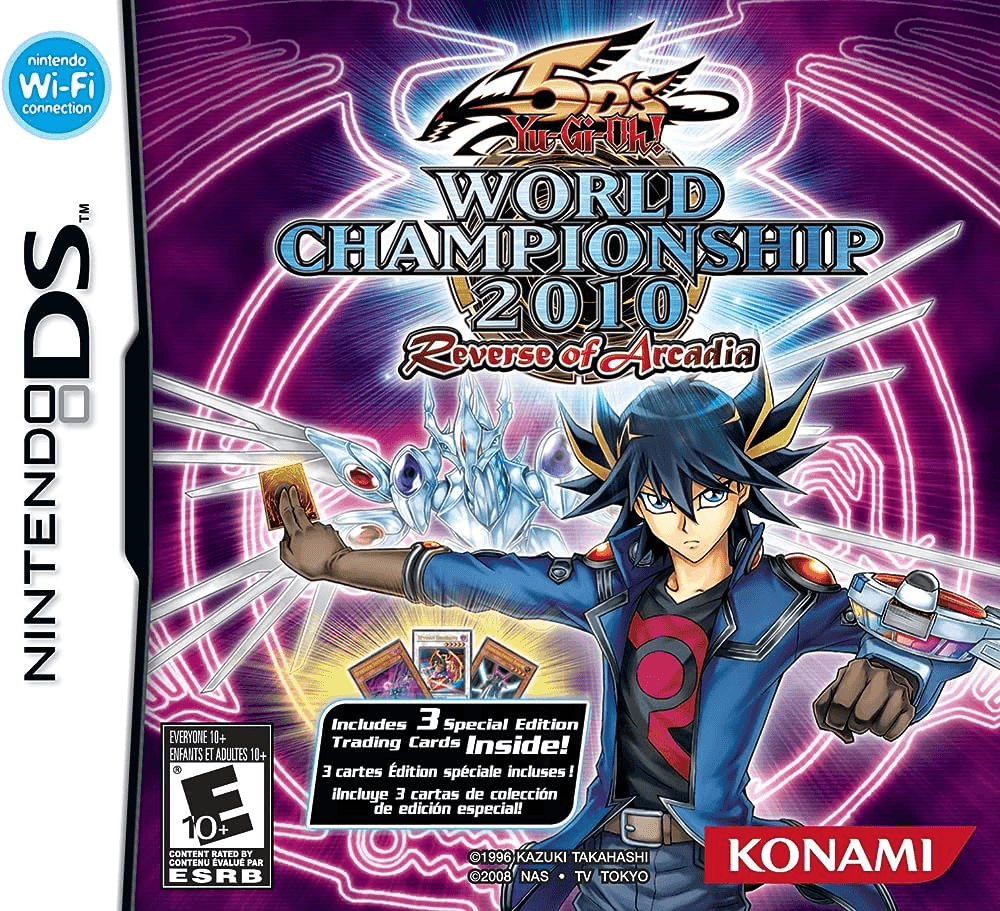 nintendo
Wi-Fi
connection
NINTENDO DS™
5D's
Yu-Gi-Oh!
WORLD
CHAMPIONSHIP
2010
Reverse of Arcadia
Includes 3 Special Edition
Trading Cards Inside!
3 cartes Édition spéciale incluses !
¡Incluye 3 cartas de colección
de edición especial!
EVERYONE 10+
ENFANTS ET ADULTES 10+
®
E
10+
CONTENT RATED BY
CONTENU ÉVALUÉ PAR
ESRB
©1996 KAZUKI TAKAHASHI
©2008 NAS • TV TOKYO
KONAMI